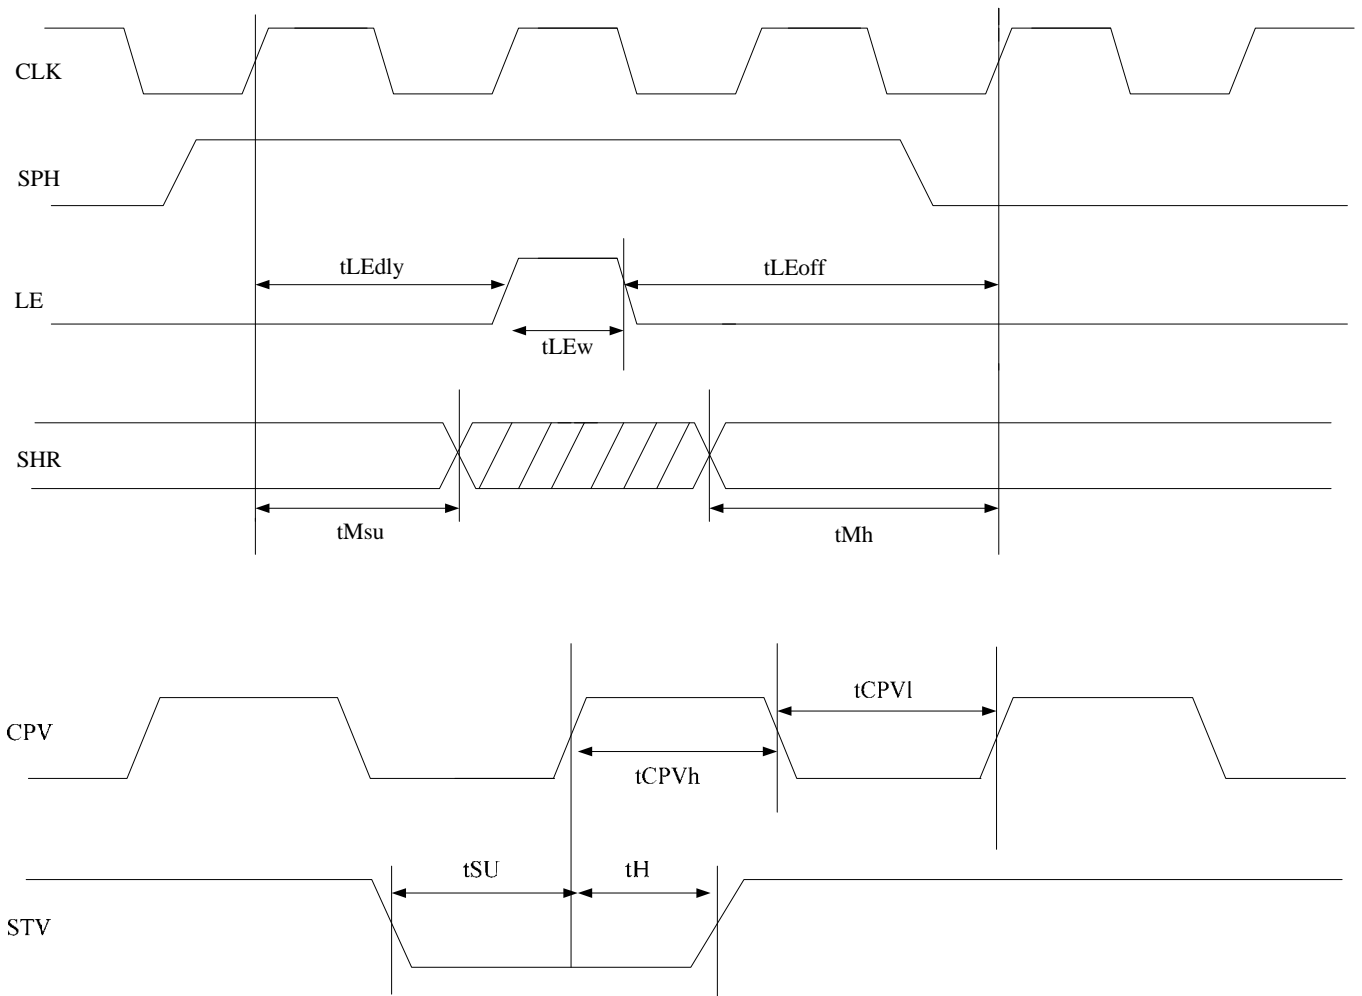 CLK
SPH
tLEdly
tLEoff
LE
tLEw
SHR
tMsu
tMh
tCPVl
CPV
tCPVh
tSU
tH
STV